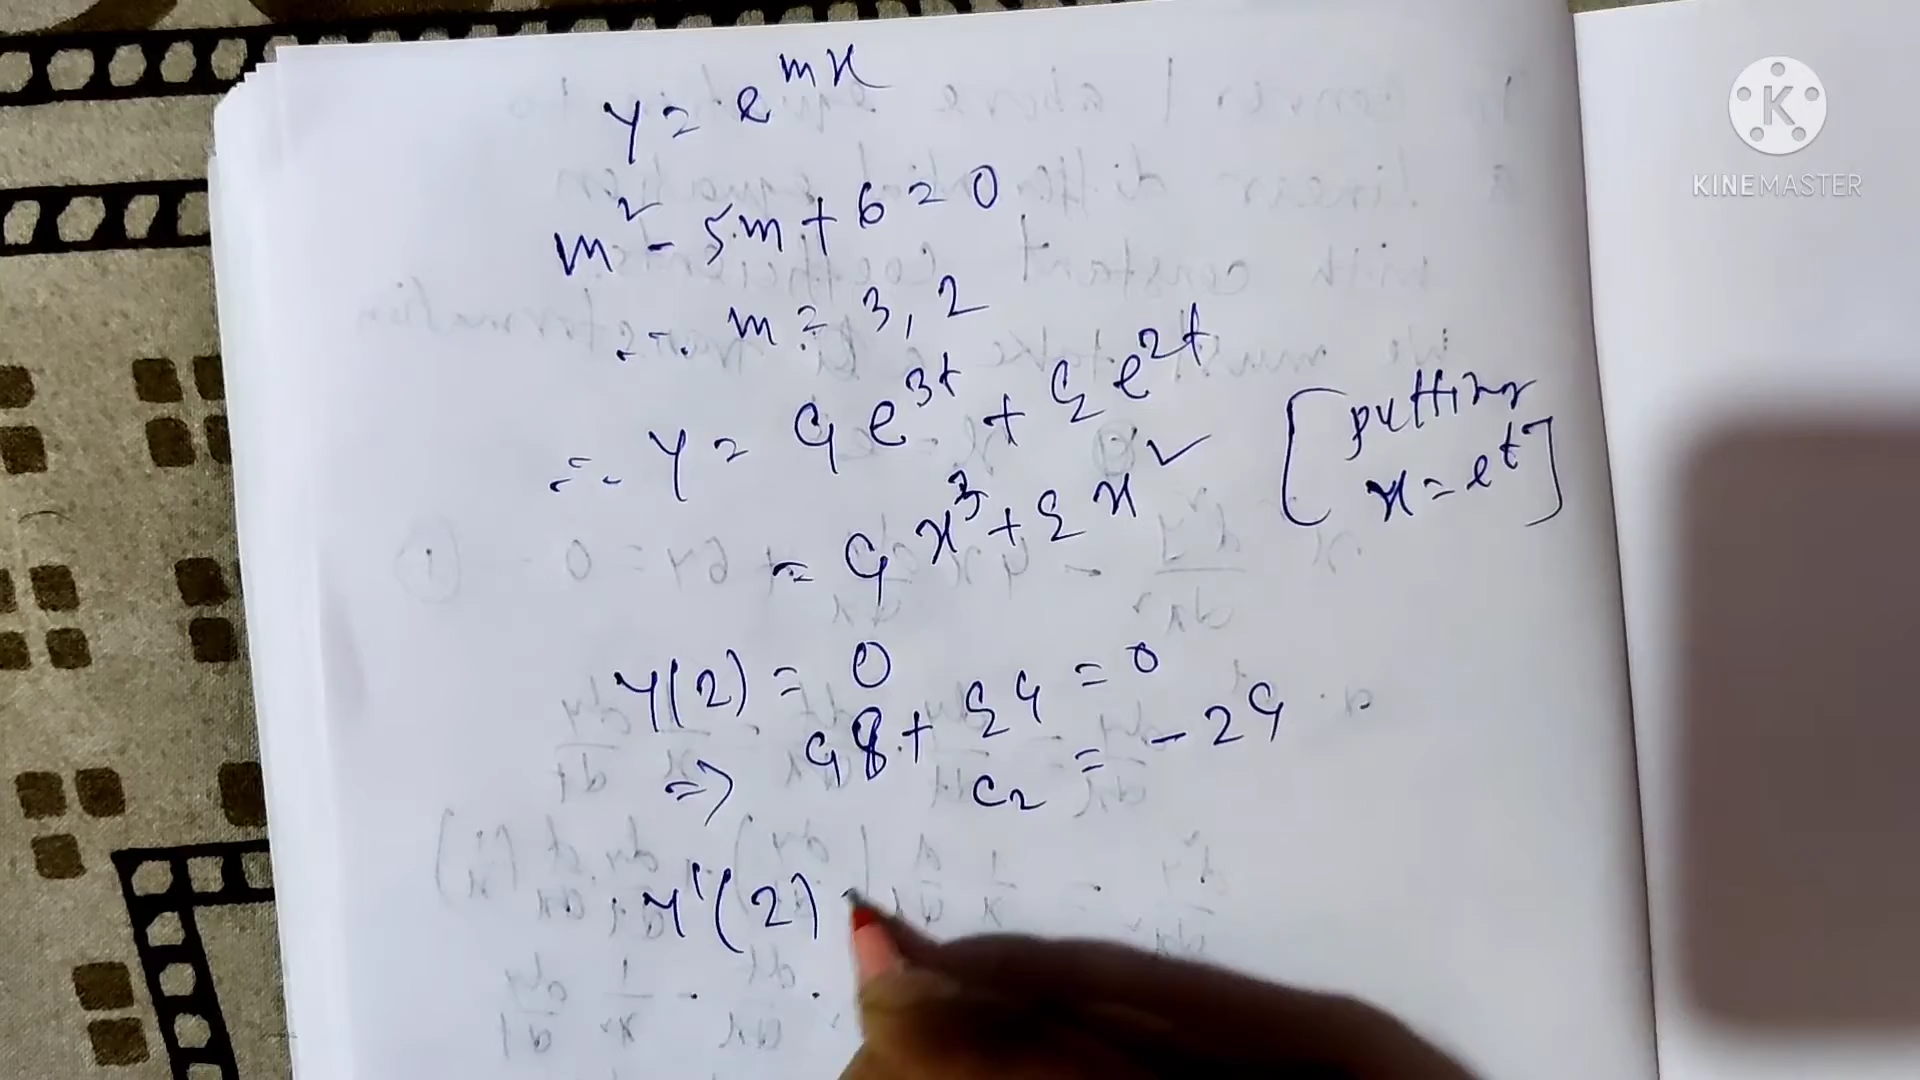 y = e^{mx}
m² - 5m + 6 = 0
∴ m = 3, 2
∴ y = c₁e^{3t} + c₂e^{2t}
[putting
x = e^t]
= c₁x³ + c₂x²
y(2) = 0
⇒ c₁8 + c₂4 = 0
c₂ = -2c₁
y'(2) =
K
KINEMASTER